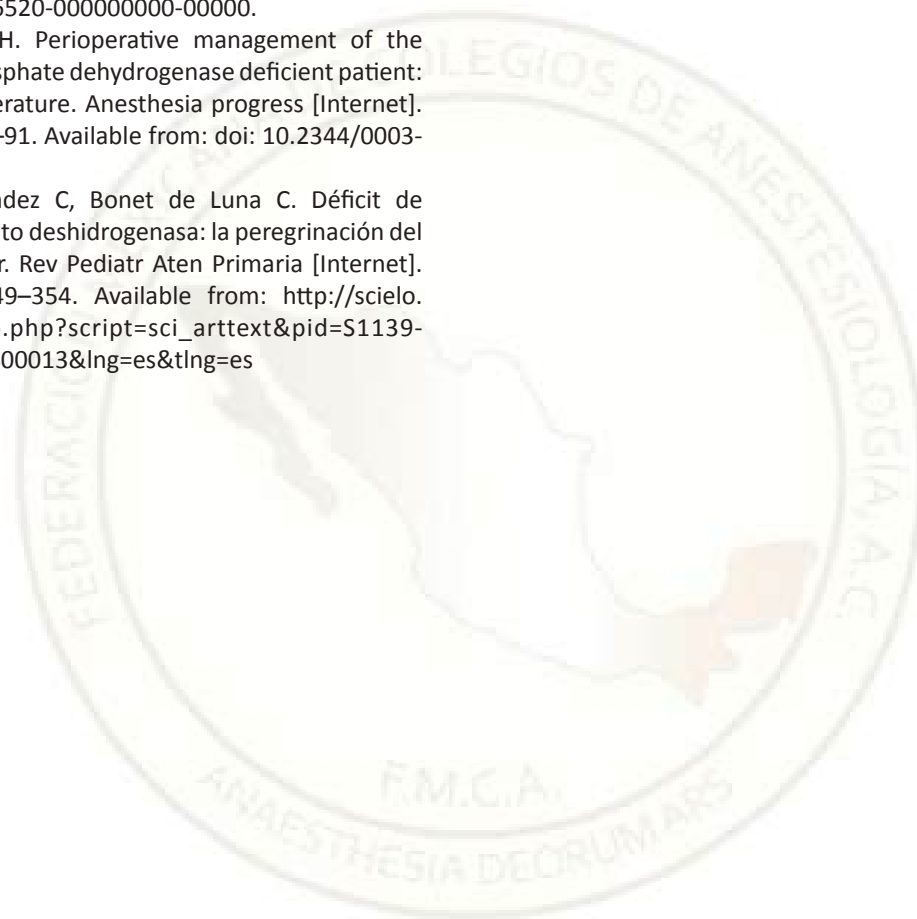 5520-000000000-00000.
H. Perioperative management of the
sphate dehydrogenase deficient patient:
erature. Anesthesia progress [Internet].
–91. Available from: doi: 10.2344/0003-
dez C, Bonet de Luna C. Déficit de
to deshidrogenasa: la peregrinación del
r. Rev Pediatr Aten Primaria [Internet].
49–354. Available from: http://scielo.
.php?script=sci_arttext&pid=S1139-
00013&lng=es&tlng=es
FEDERACIÓN MEXICANA DE COLEGIOS DE ANESTESIOLOGÍA, A.C.
F.M.C.A.
ANAESTHESIA DEORUM ARS